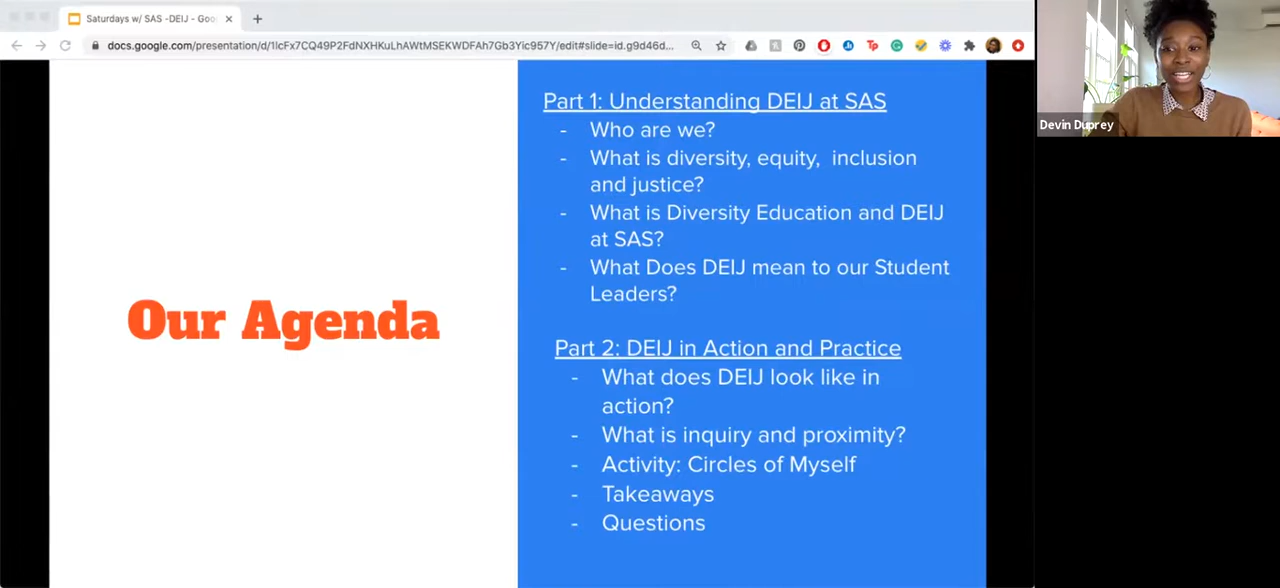 Saturdays w/ SAS -DEIJ - Goo
docs.google.com/presentation/d/1lcFx7CQ49P2FdNXHKuLhAWtMSEKWDFAh7Gb3Yic957Y/edit#slide=id.g9d46d...
Devin Duprey
Our Agenda
Part 1: Understanding DEIJ at SAS
- Who are we?
- What is diversity, equity, inclusion
and justice?
- What is Diversity Education and DEIJ
at SAS?
- What Does DEIJ mean to our Student
Leaders?
Part 2: DEIJ in Action and Practice
- What does DEIJ look like in
action?
- What is inquiry and proximity?
- Activity: Circles of Myself
- Takeaways
- Questions